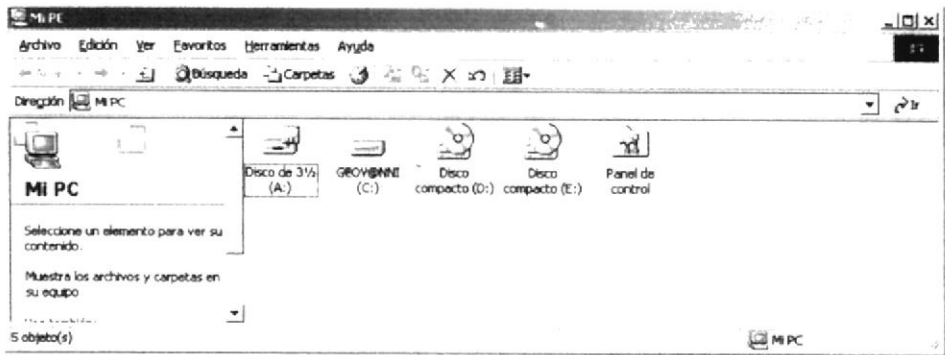 Mi PC
Archivo Edición Ver Favoritos Herramientas Ayuda
Búsqueda Carpetas
Dirección Mi PC Ir
Disco de 3½ (A:)
GEOV@NNI (C:)
Disco compacto (D:)
Disco compacto (E:)
Panel de control
Mi PC
Seleccione un elemento para ver su
contenido.
Muestra los archivos y carpetas en
su equipo
5 objeto(s) Mi PC